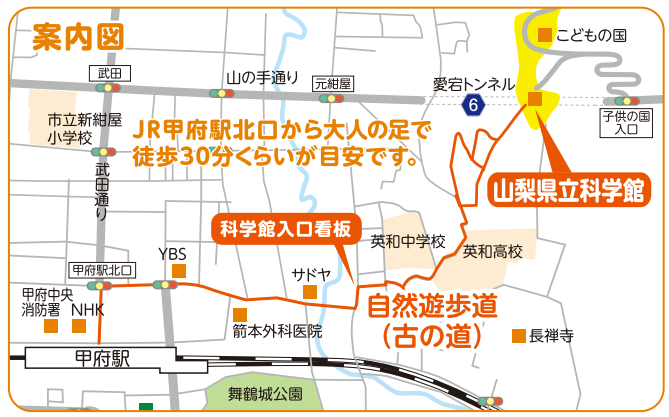 案内図
こどもの国
武田
山の手通り
元紺屋
愛宕トンネル
6
子供の国
入口
市立新紺屋
小学校
JR甲府駅北口から大人の足で
徒歩30分くらいが目安です。
武田通り
山梨県立科学館
科学館入口看板
英和中学校
英和高校
YBS
甲府駅北口
サドヤ
甲府中央
消防署
NHK
自然遊歩道
(古の道)
箭本外科医院
長禅寺
甲府駅
舞鶴城公園